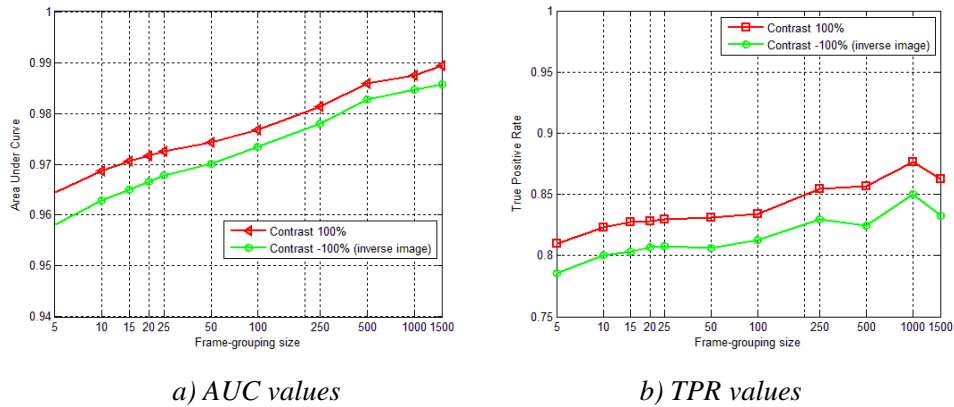 1
0.99
0.98
0.97
0.96
0.95
0.94
Area Under Curve
Contrast 100%
Contrast -100% (inverse image)
5 10 15 20 25 50 100 250 500 1000 1500
Frame-grouping size
a) AUC values
1
0.95
0.9
0.85
0.8
0.75
True Positive Rate
Contrast 100%
Contrast -100% (inverse image)
5 10 15 20 25 50 100 250 500 1000 1500
Frame-grouping size
b) TPR values